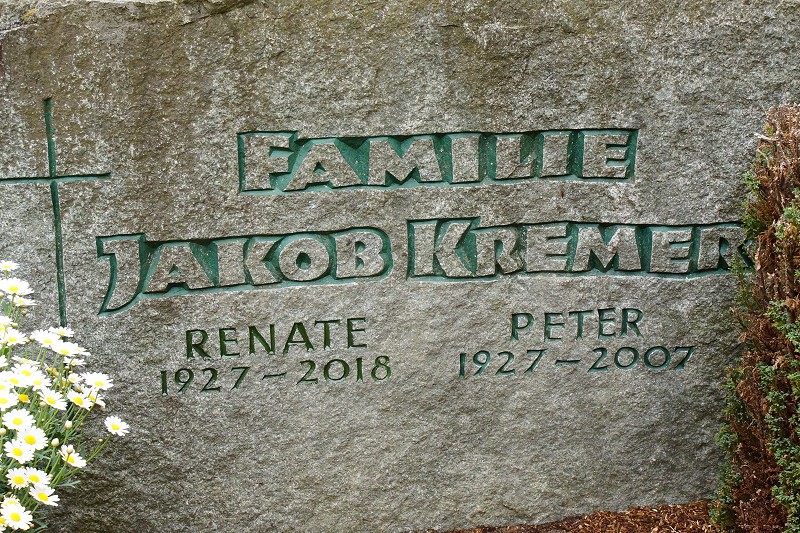 FAMILIE
JAKOB KREMER
RENATE PETER
1927 – 2018 1927 – 2007